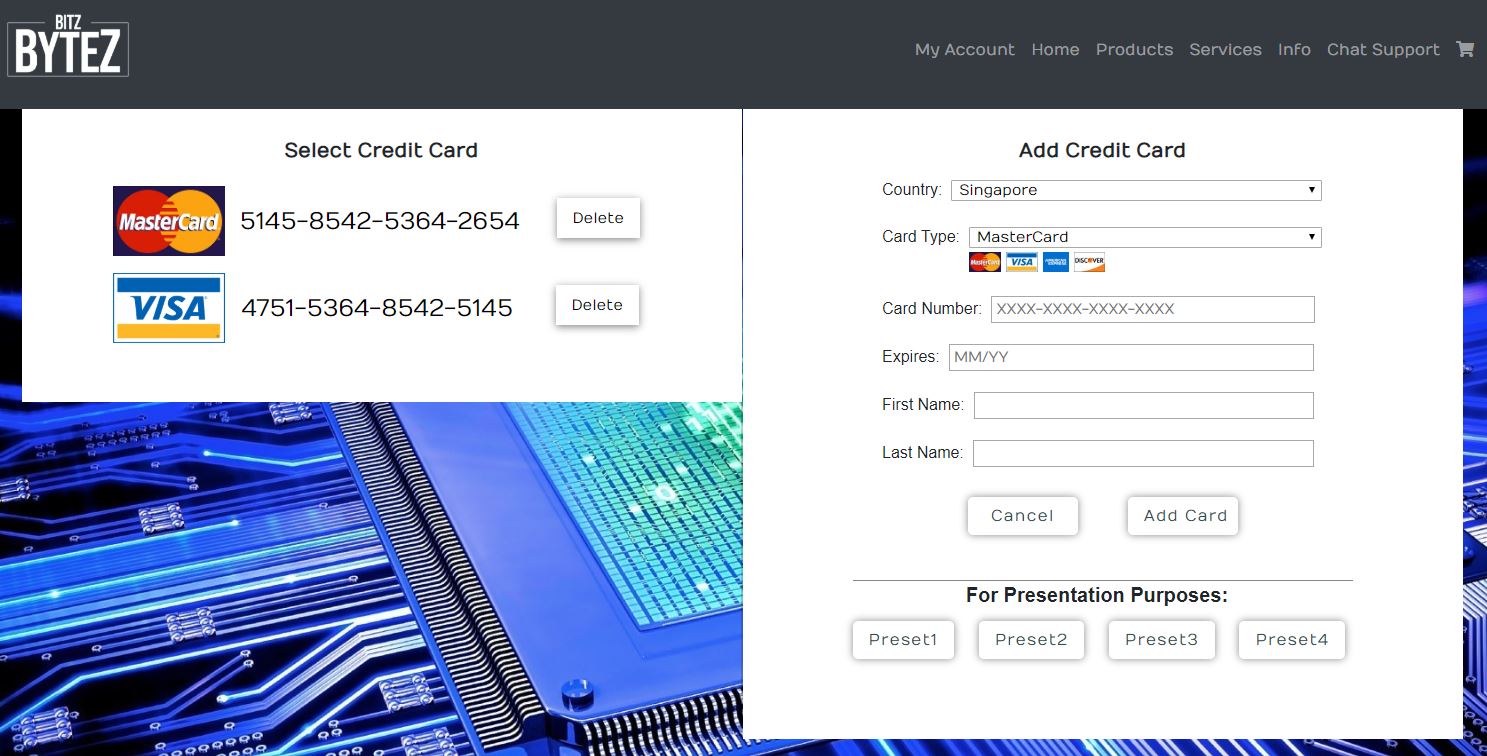 BITZ
BYTEZ
My Account Home Products Services Info Chat Support
Select Credit Card
MasterCard 5145-8542-5364-2654 Delete
VISA 4751-5364-8542-5145 Delete
Add Credit Card
Country: Singapore
Card Type: MasterCard
MasterCard VISA AMERICAN EXPRESS DISCOVER
Card Number: XXXX-XXXX-XXXX-XXXX
Expires: MM/YY
First Name:
Last Name:
Cancel Add Card
For Presentation Purposes:
Preset1 Preset2 Preset3 Preset4